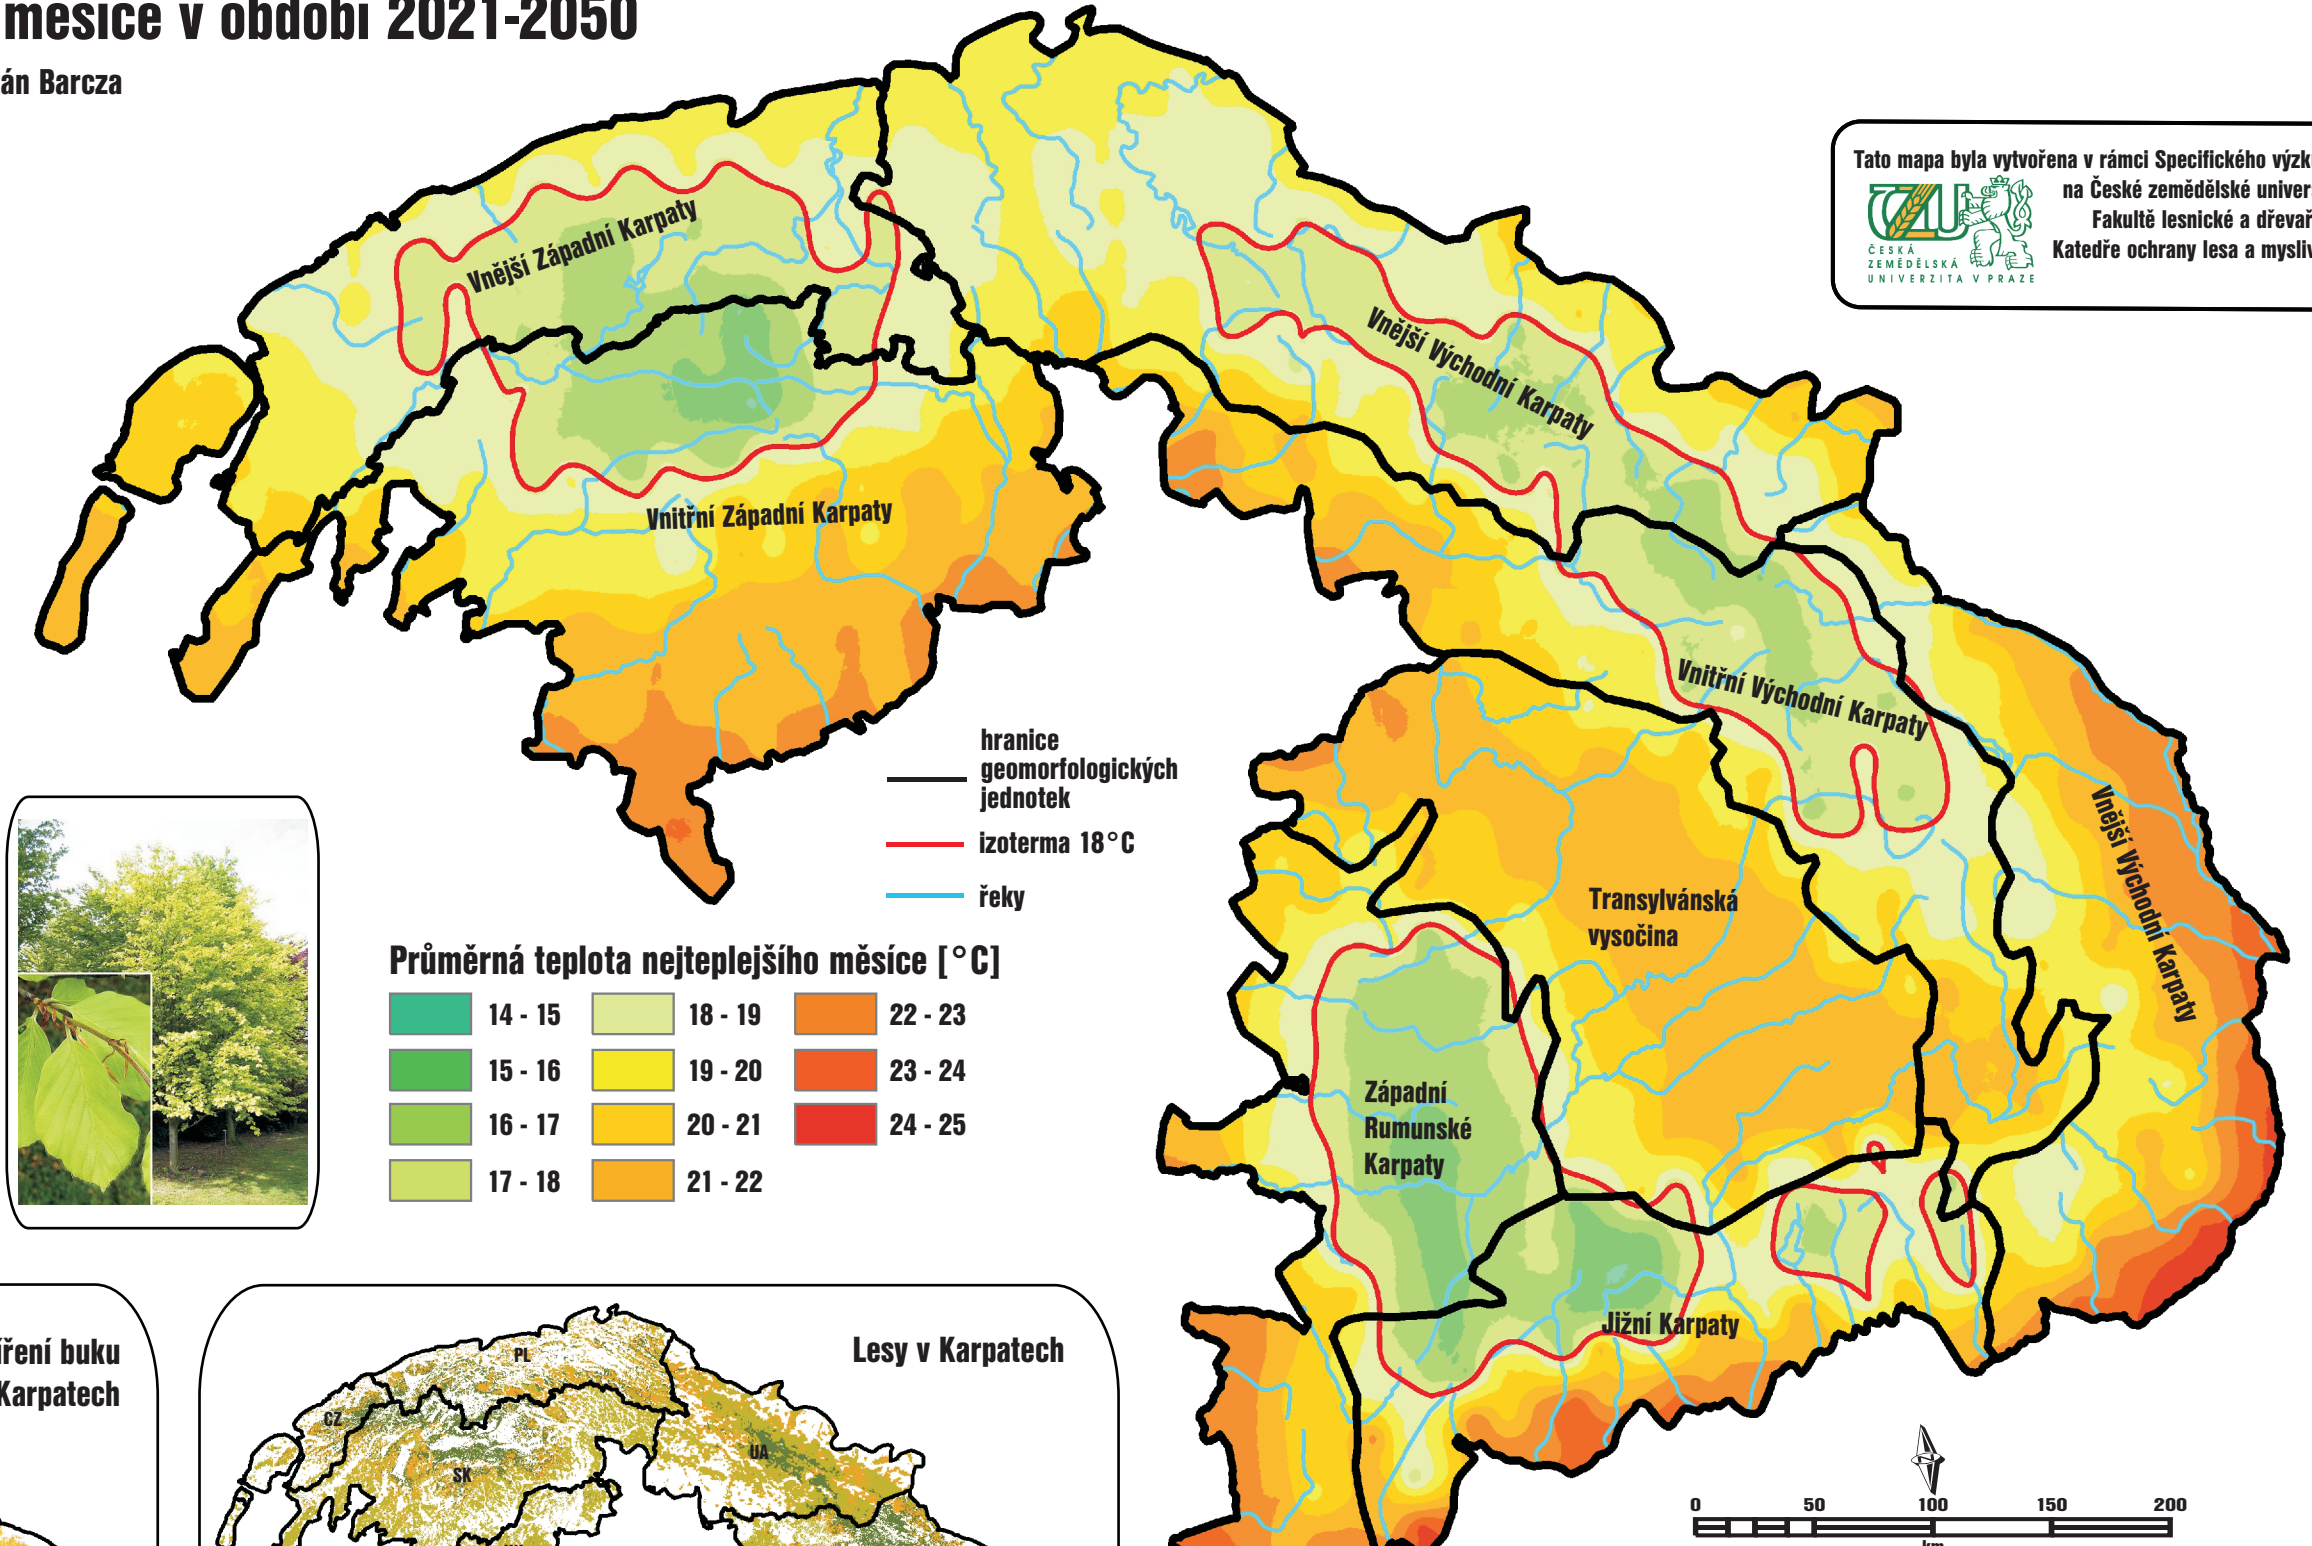 měsíce v období 2021-2050
án Barcza
Tato mapa byla vytvořena v rámci Specifického
na České zemědělské
Fakultě lesnické a
Katedře ochrany lesa a
ČZU
ČESKÁ
ZEMĚDĚLSKÁ
UNIVERZITA V PRAZE
Vnější Západní Karpaty
Vnitřní Západní Karpaty
Vnější Východní Karpaty
Vnitřní Východní Karpaty
Vnější Východní Karpaty
Transylvánská
vysočina
Západní
Rumunské
Karpaty
Jižní Karpaty
hranice
geomorfologických
jednotek
izoterma 18°C
řeky
Průměrná teplota nejteplejšího měsíce [°C]
14 - 15
15 - 16
16 - 17
17 - 18
18 - 19
19 - 20
20 - 21
21 - 22
22 - 23
23 - 24
24 - 25
íření buku
Karpatech
Lesy v Karpatech
PL
CZ
SK
UA
0 50 100 150 200
km